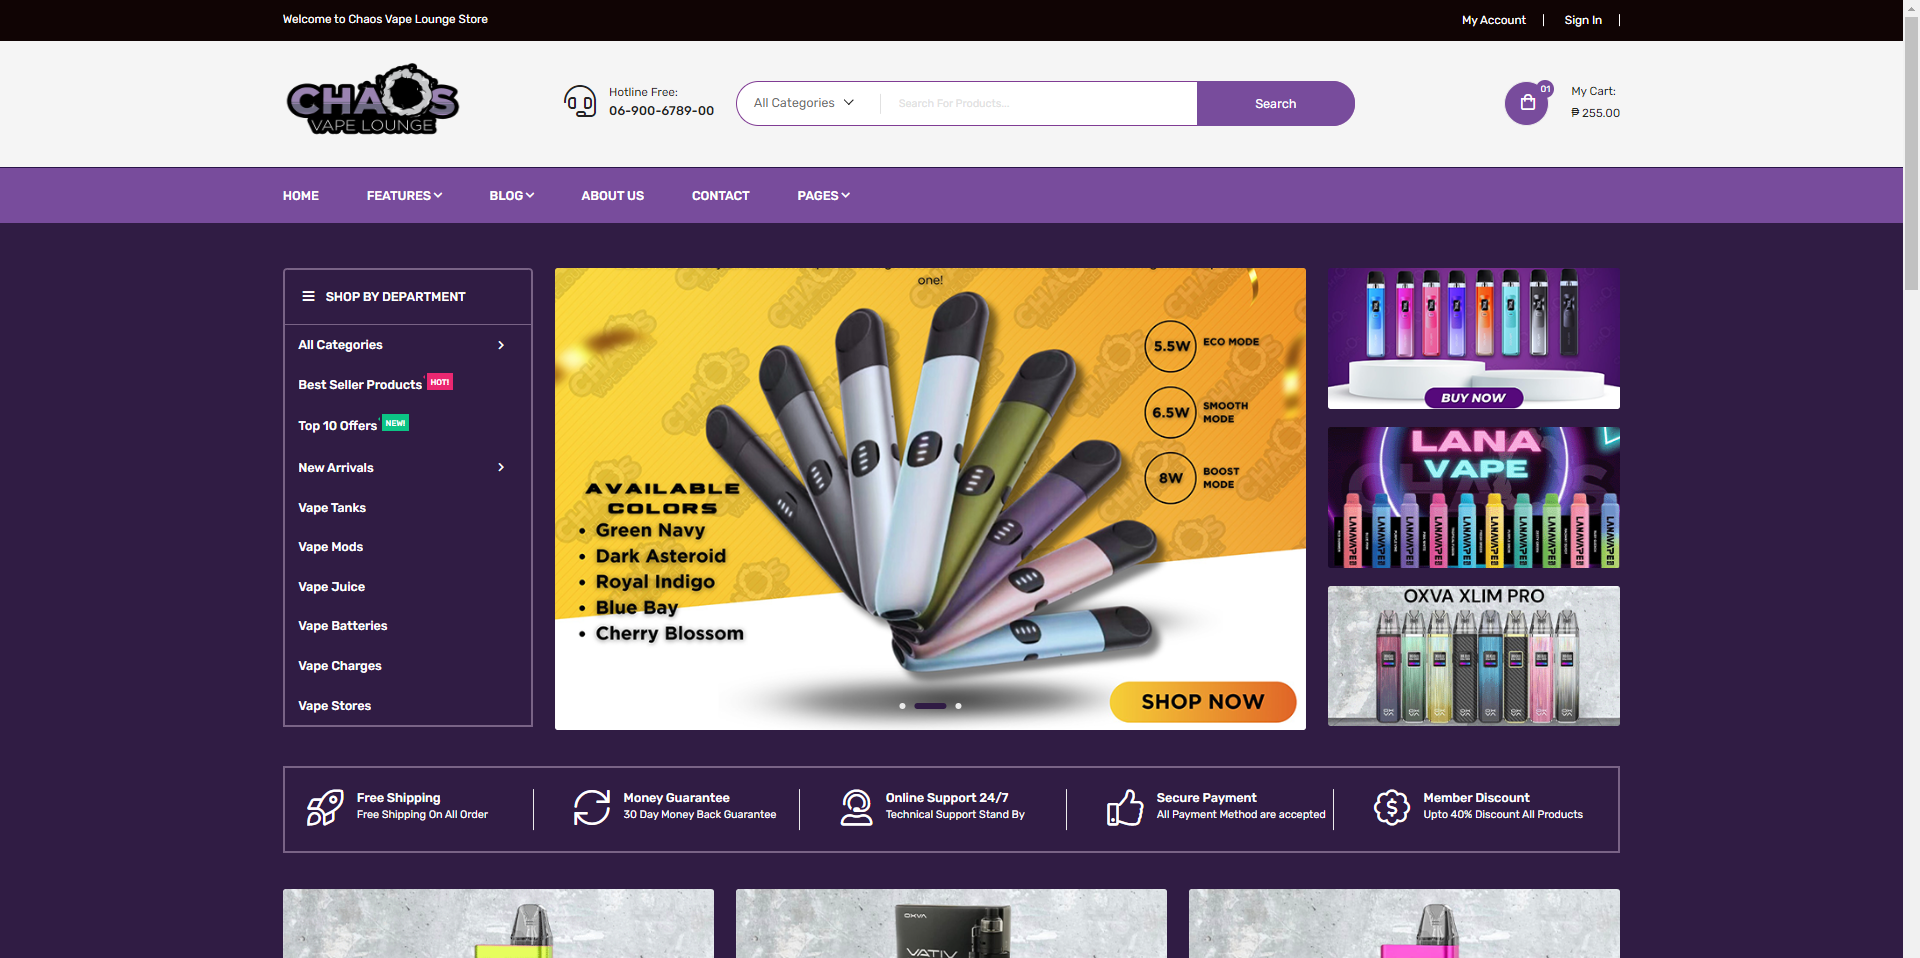 Welcome to Chaos Vape Lounge Store
My Account
Sign In
CHAOS
VAPE LOUNGE
Hotline Free:
06-900-6789-00
All Categories
Search For Products...
Search
01
My Cart:
₱ 255.00
HOME
FEATURES
BLOG
ABOUT US
CONTACT
PAGES
SHOP BY DEPARTMENT
All Categories
Best Seller Products
HOT!
Top 10 Offers
NEW!
New Arrivals
Vape Tanks
Vape Mods
Vape Juice
Vape Batteries
Vape Charges
Vape Stores
one!
5.5W
ECO MODE
6.5W
SMOOTH
MODE
8W
BOOST
MODE
AVAILABLE
COLORS
• Green Navy
• Dark Asteroid
• Royal Indigo
• Blue Bay
• Cherry Blossom
SHOP NOW
BUY NOW
LANA
VAPE
OXVA XLIM PRO
Free Shipping
Free Shipping On All Order
Money Guarantee
30 Day Money Back Guarantee
Online Support 24/7
Technical Support Stand By
Secure Payment
All Payment Method are accepted
Member Discount
Upto 40% Discount All Products
OXVA
VATIV